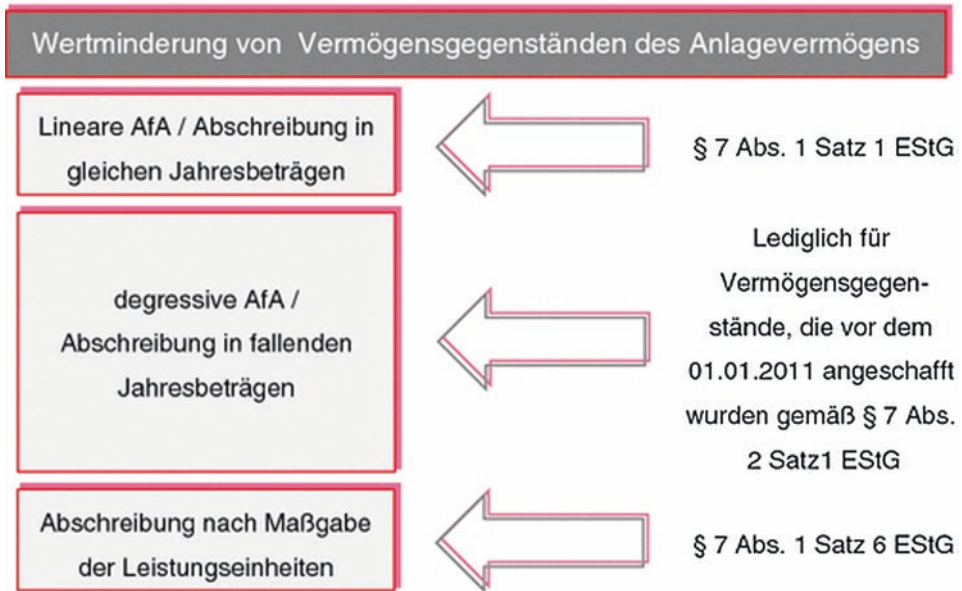 Wertminderung von Vermögensgegenständen des Anlagevermögens
Lineare AfA / Abschreibung in
gleichen Jahresbeträgen
§ 7 Abs. 1 Satz 1 EStG
degressive AfA /
Abschreibung in fallenden
Jahresbeträgen
Lediglich für
Vermögensgegen-
stände, die vor dem
01.01.2011 angeschafft
wurden gemäß § 7 Abs.
2 Satz1 EStG
Abschreibung nach Maßgabe
der Leistungseinheiten
§ 7 Abs. 1 Satz 6 EStG